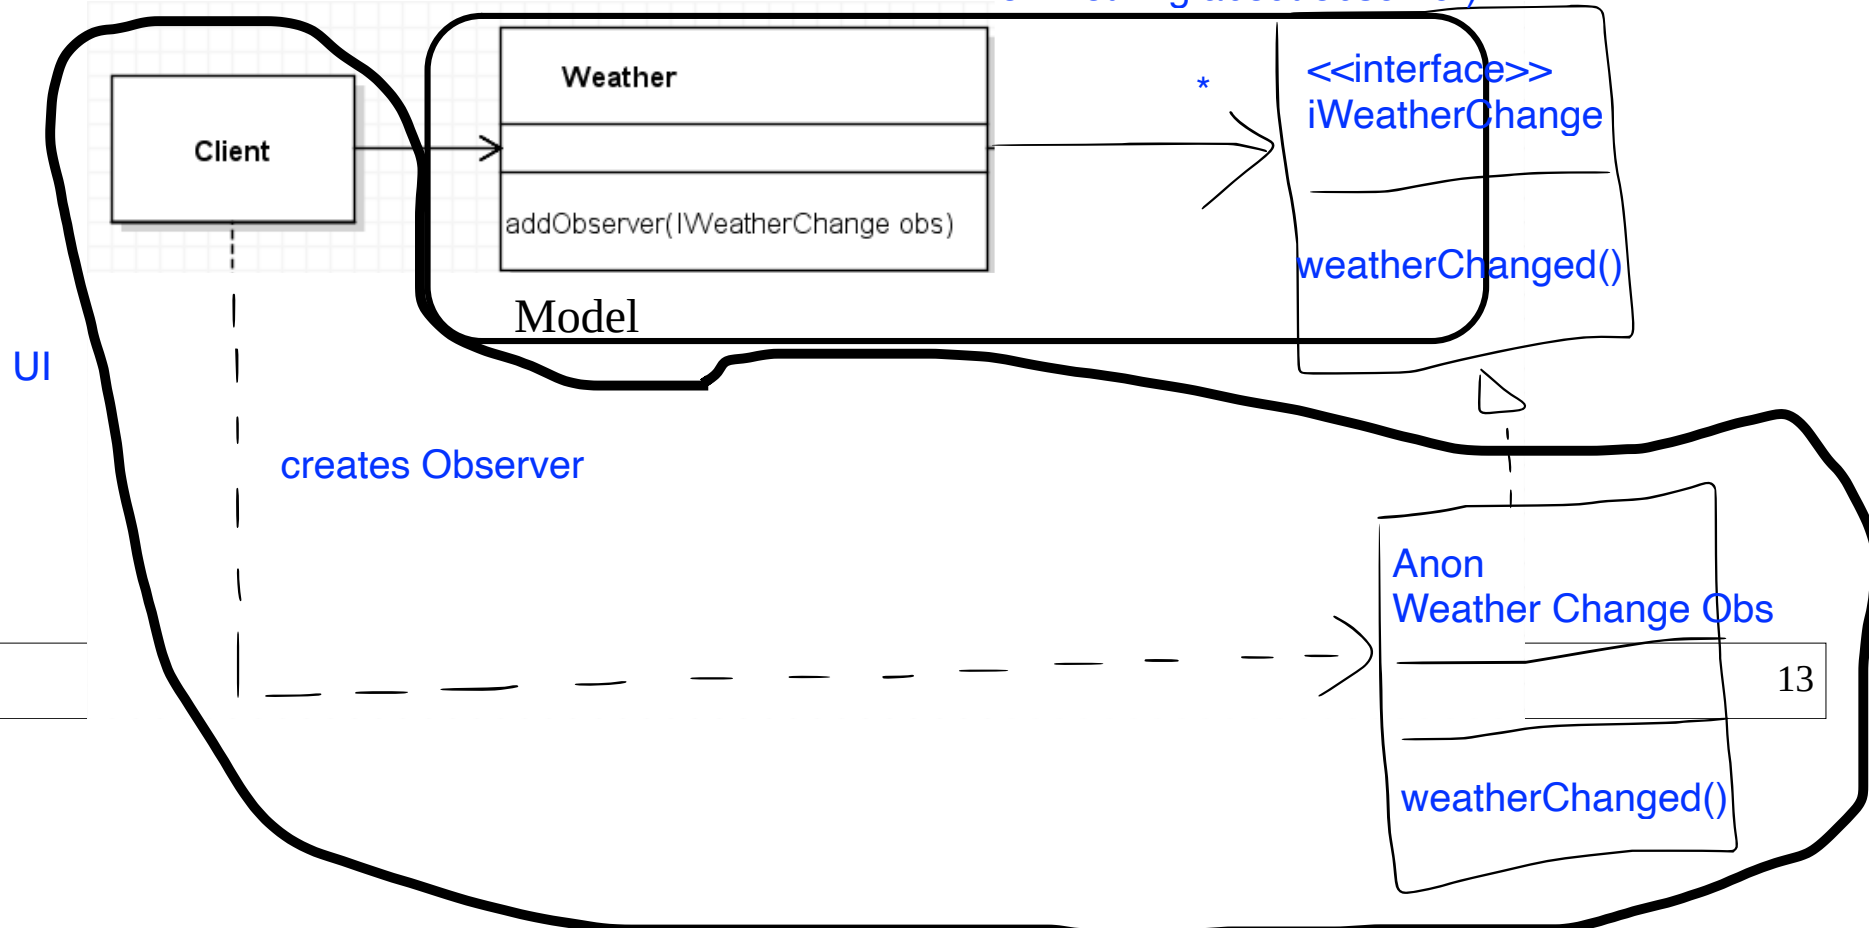 Weather
*
<<interface>>
iWeatherChange
Client
addObserver(IWeatherChange obs)
weatherChanged()
Model
UI
creates Observer
Anon
Weather Change Obs
13
weatherChanged()